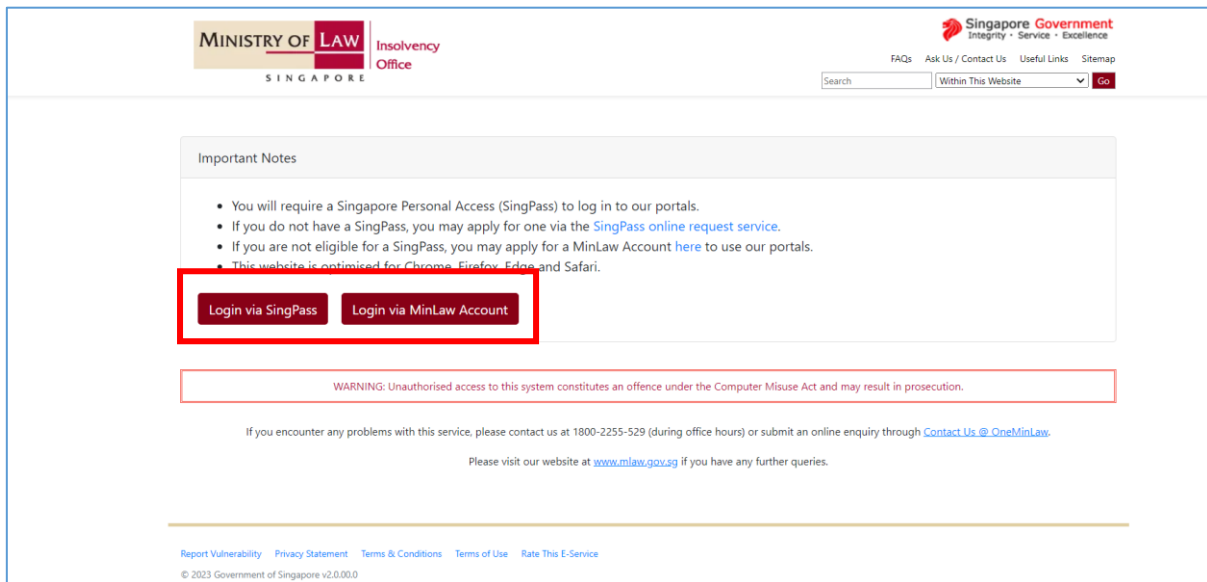 MINISTRY OF LAW
SINGAPORE
Insolvency
Office
Singapore Government
Integrity · Service · Excellence
FAQs Ask Us / Contact Us Useful Links Sitemap
Search Within This Website Go
Important Notes
• You will require a Singapore Personal Access (SingPass) to log in to our portals.
• If you do not have a SingPass, you may apply for one via the SingPass online request service.
• If you are not eligible for a SingPass, you may apply for a MinLaw Account here to use our portals.
• This website is optimised for Chrome, Firefox, Edge and Safari.
Login via SingPass Login via MinLaw Account
WARNING: Unauthorised access to this system constitutes an offence under the Computer Misuse Act and may result in prosecution.
If you encounter any problems with this service, please contact us at 1800-2255-529 (during office hours) or submit an online enquiry through Contact Us @ OneMinLaw.
Please visit our website at www.mlaw.gov.sg if you have any further queries.
Report Vulnerability Privacy Statement Terms & Conditions Terms of Use Rate This E-Service
© 2023 Government of Singapore v2.0.00.0